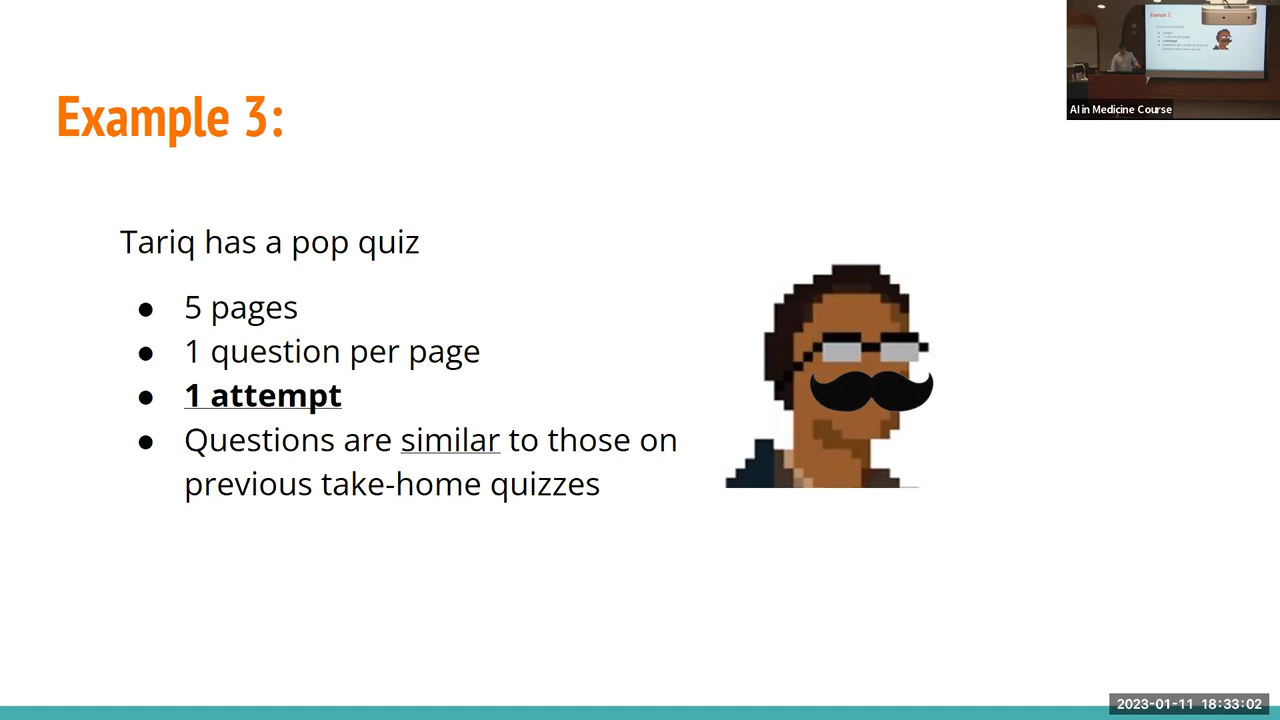 Example 3:
AI in Medicine Course
Tariq has a pop quiz
● 5 pages
● 1 question per page
● 1 attempt
● Questions are similar to those on
previous take-home quizzes
2023-01-11 18:33:02